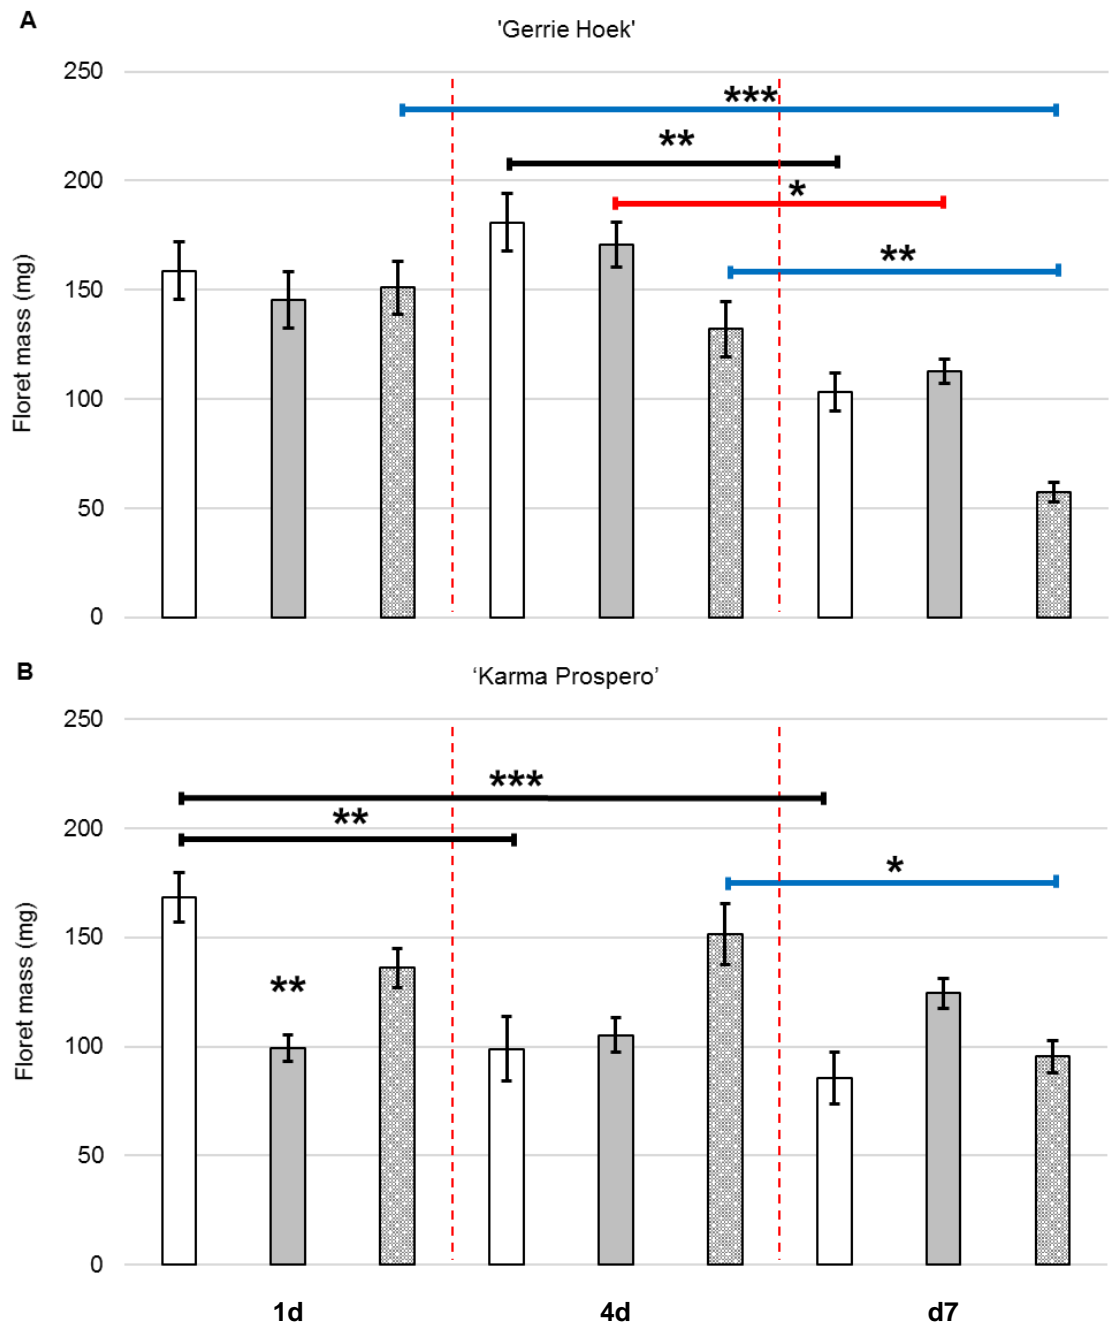 A
'Gerrie Hoek'
250
200
150
100
50
0
Floret mass (mg)
***
**
*
**
B
‘Karma Prospero’
250
200
150
100
50
0
Floret mass (mg)
***
**
*
**
1d 4d d7